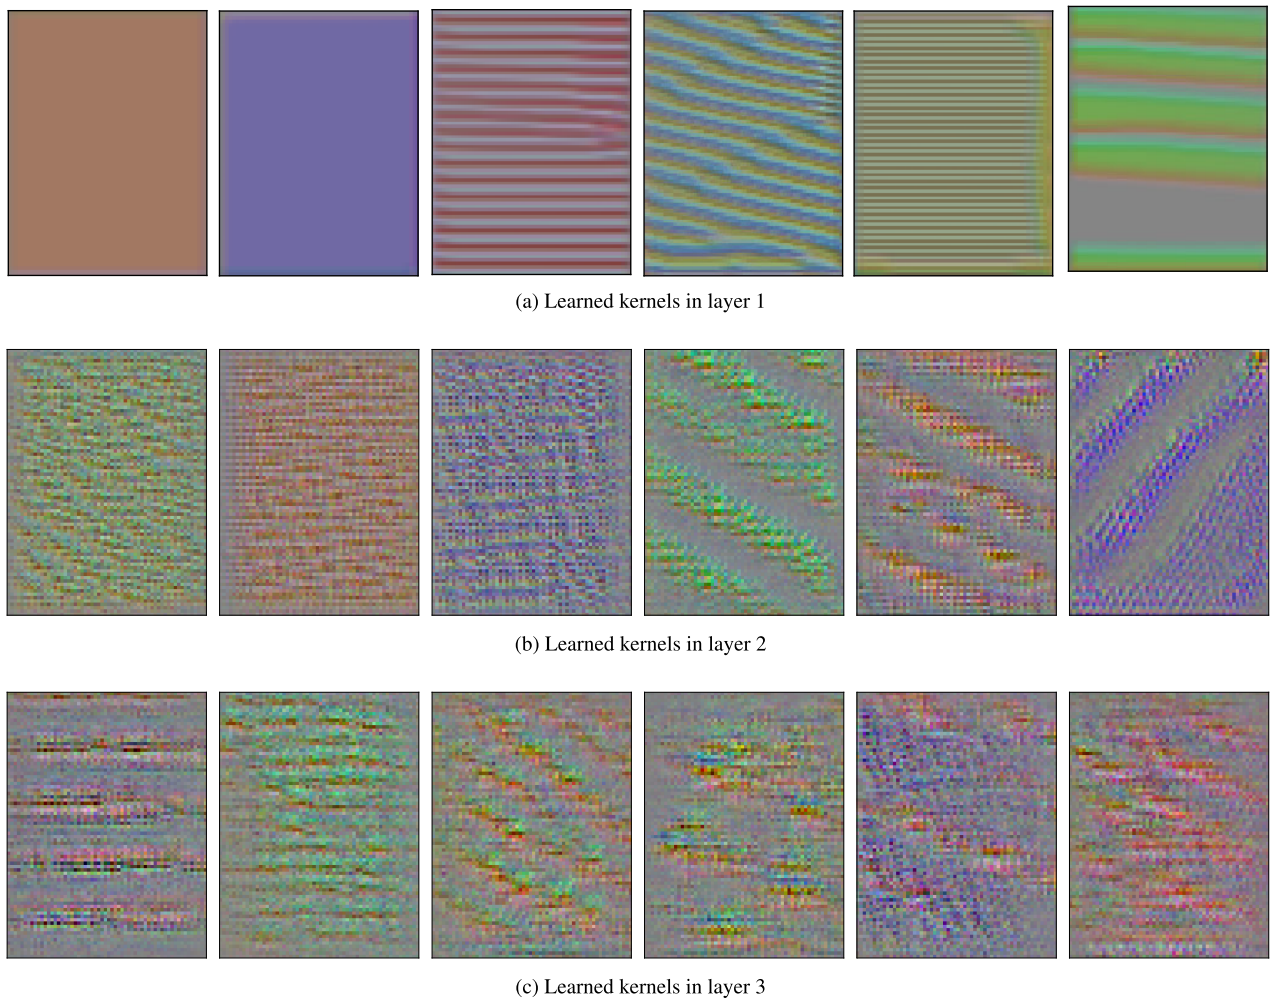 (a) Learned kernels in layer 1
(b) Learned kernels in layer 2
(c) Learned kernels in layer 3